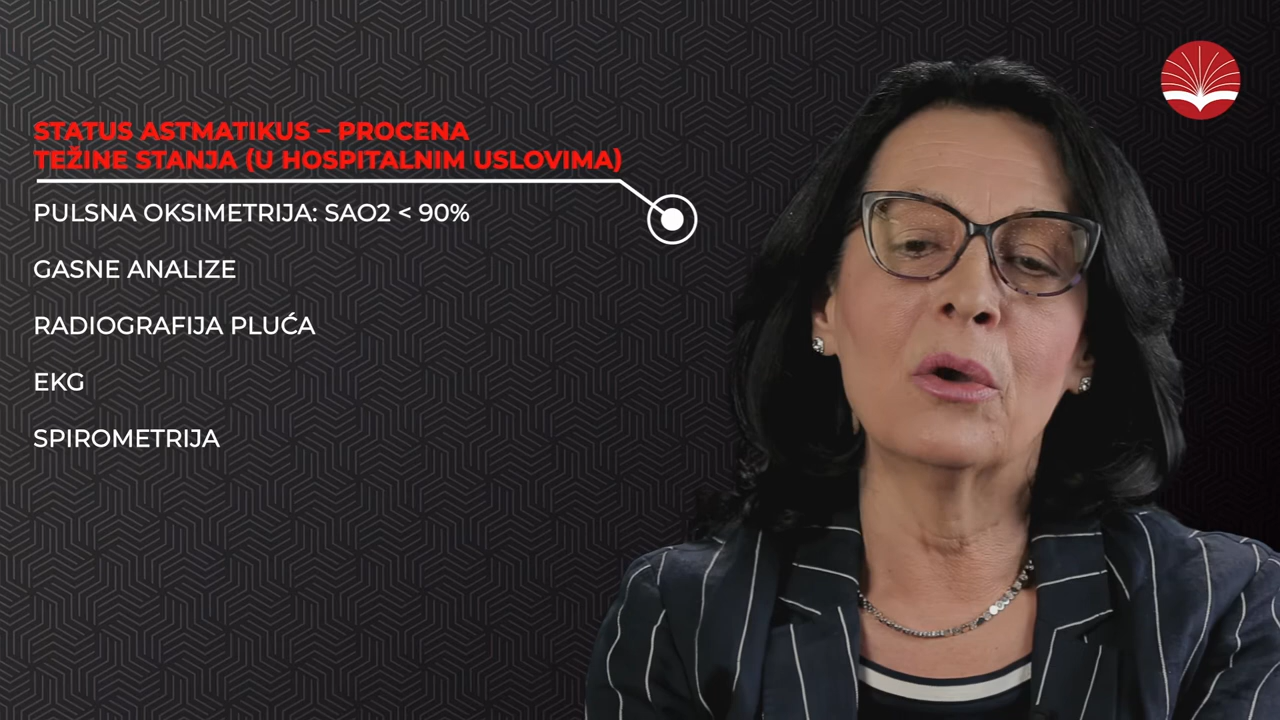 STATUS ASTMATIKUS – PROCENA
TEŽINE STANJA (U HOSPITALNIM USLOVIMA)
PULSNA OKSIMETRIJA: SAO2 < 90%
GASNE ANALIZE
RADIOGRAFIJA PLUĆA
EKG
SPIROMETRIJA